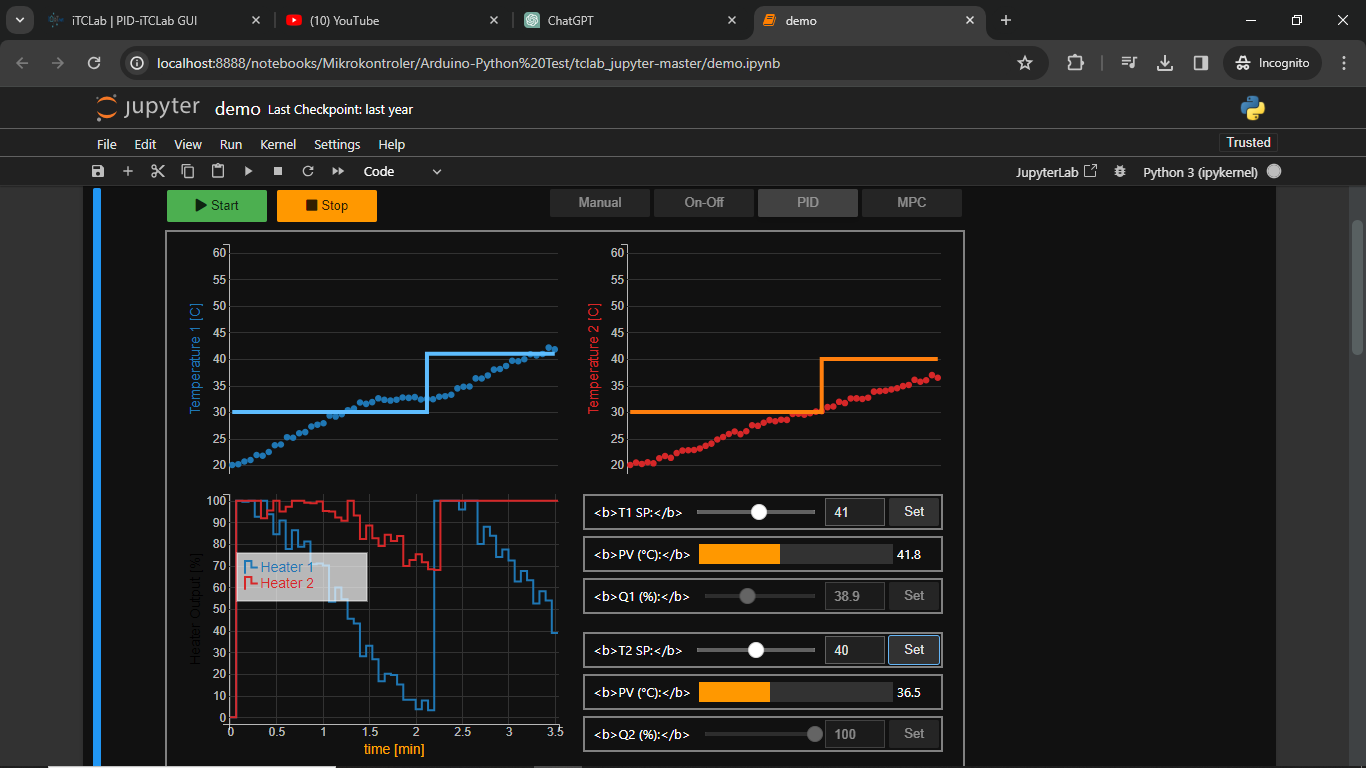 iTCLab | PID-iTCLab GUI
(10) YouTube
ChatGPT
demo
localhost:8888/notebooks/Mikrokontroler/Arduino-Python%20Test/tclab_jupyter-master/demo.ipynb
Incognito
jupyter demo Last Checkpoint: last year
File Edit View Run Kernel Settings Help
Trusted
Code
JupyterLab
Python 3 (ipykernel)
Start Stop
Manual On-Off PID MPC
Temperature 1 [C]
60
55
50
45
40
35
30
25
20
Temperature 2 [C]
60
55
50
45
40
35
30
25
20
Heater Output [%]
100
90
80
70
60
50
40
30
20
10
0
Heater 1
Heater 2
0 0.5 1 1.5 2 2.5 3 3.5
time [min]
<b>T1 SP:</b> 41 Set
<b>PV (°C):</b> 41.8
<b>Q1 (%):</b> 38.9 Set
<b>T2 SP:</b> 40 Set
<b>PV (°C):</b> 36.5
<b>Q2 (%):</b> 100 Set